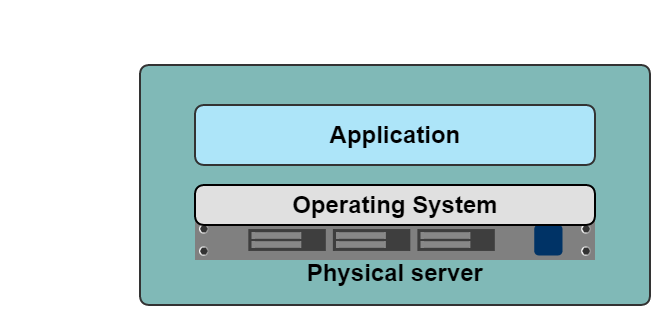 Application
Operating System
Physical server